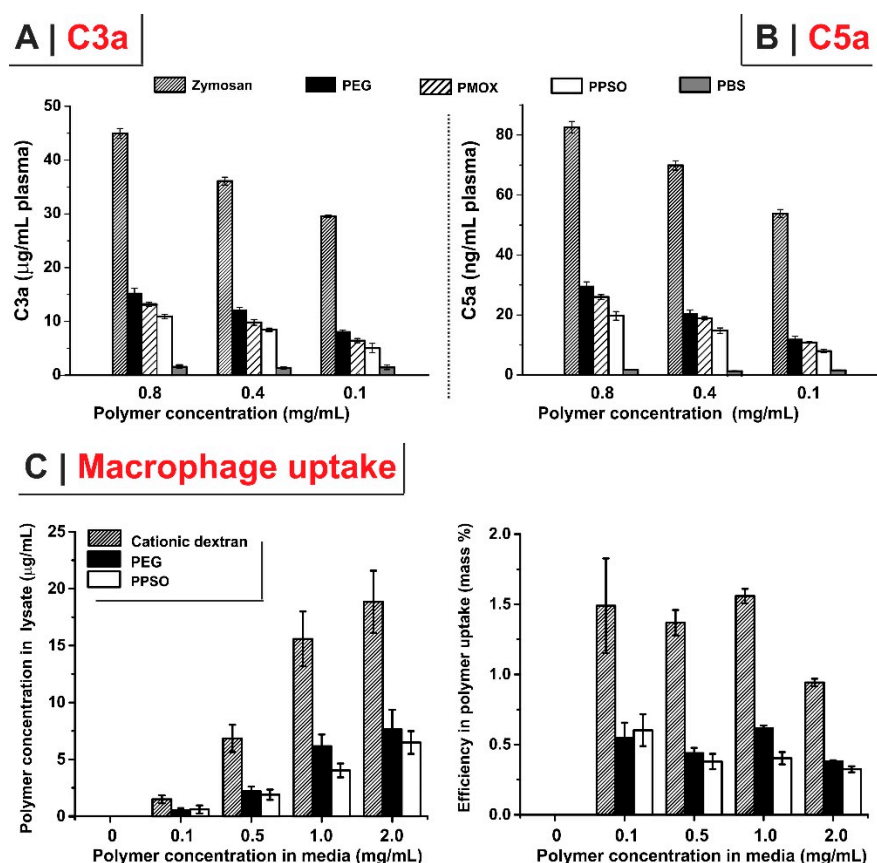 A | C3a
B | C5a
Zymosan PEG PMOX PPSO PBS
C3a (µg/mL plasma)
50
40
30
20
10
0
0.8 0.4 0.1
Polymer concentration (mg/mL)
C5a (ng/mL plasma)
80
60
40
20
0
0.8 0.4 0.1
Polymer concentration (mg/mL)
C | Macrophage uptake
Polymer concentration in lysate (µg/mL)
25
20
15
10
5
0
Cationic dextran
PEG
PPSO
0 0.1 0.5 1.0 2.0
Polymer concentration in media (mg/mL)
Efficiency in polymer uptake (mass %)
2.0
1.5
1.0
0.5
0.0
0 0.1 0.5 1.0 2.0
Polymer concentration in media (mg/mL)